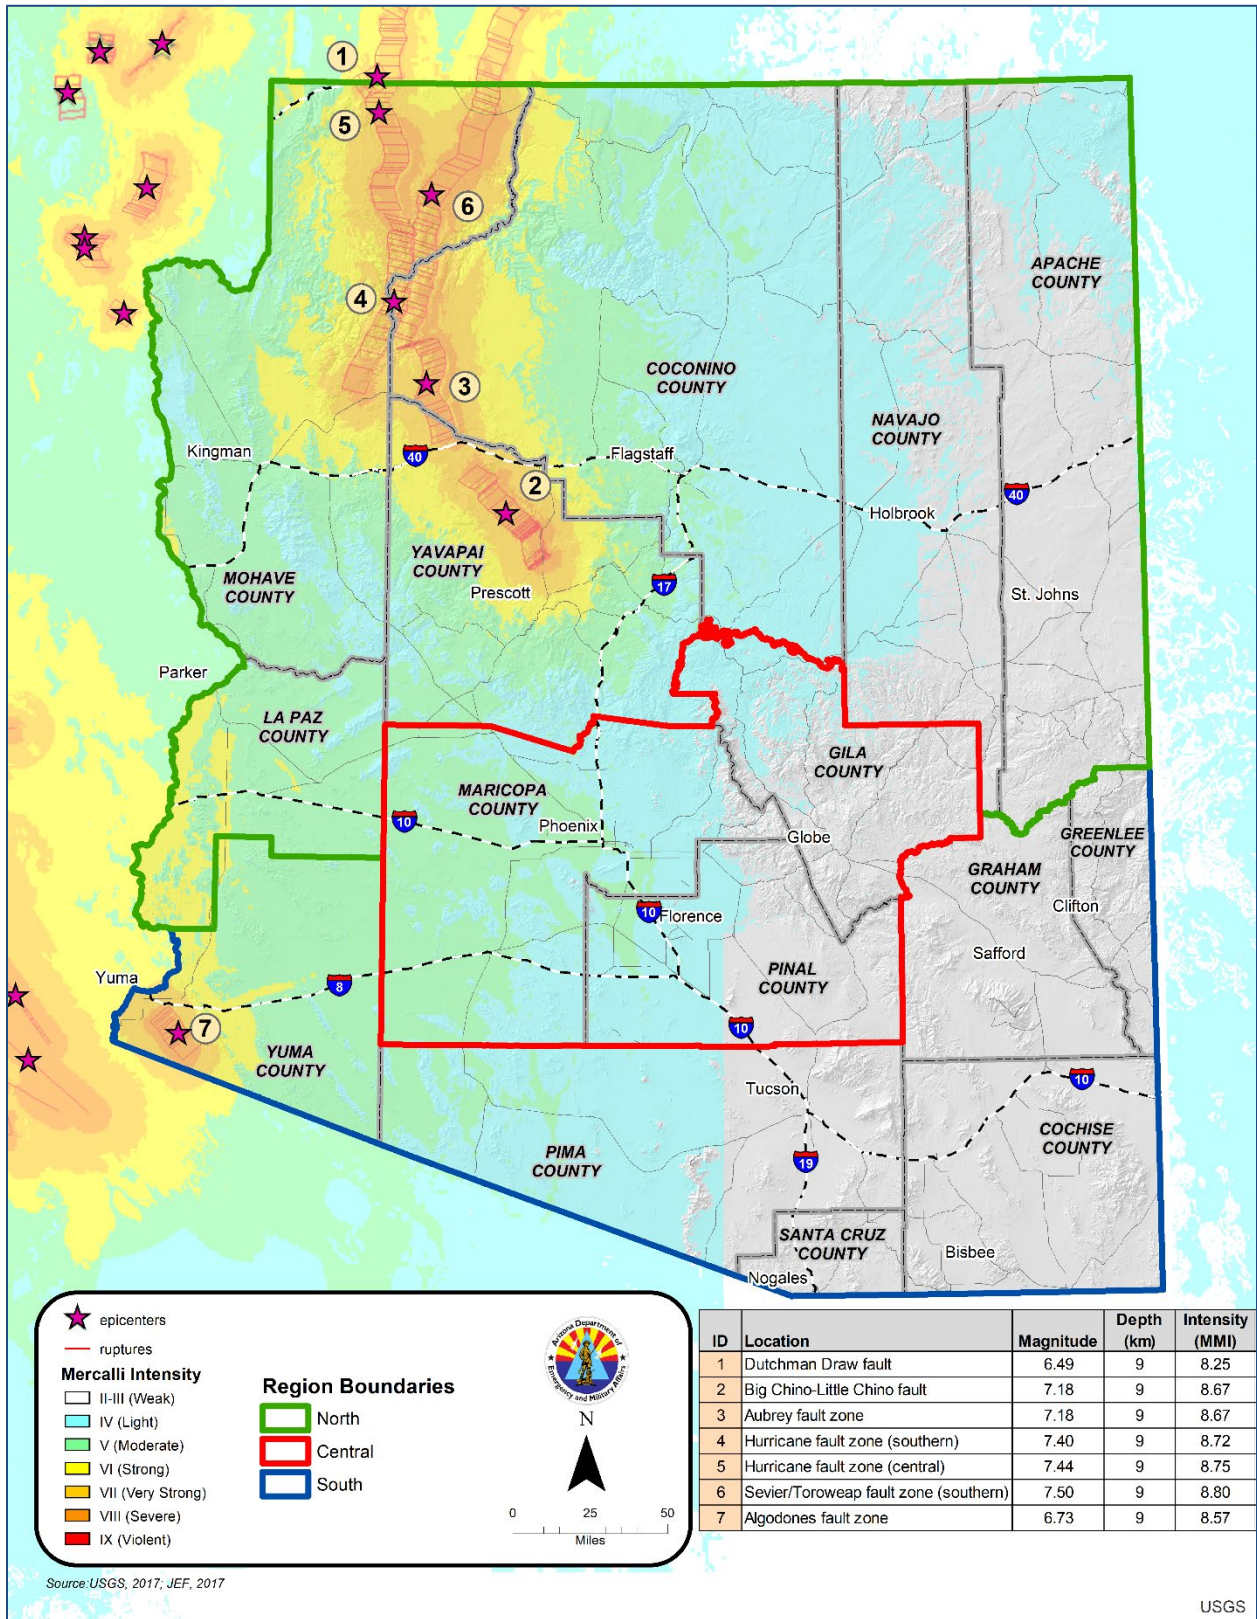 1
5
6
4
3
2
7
APACHE
COUNTY
COCONINO
COUNTY
NAVAJO
COUNTY
Kingman
40
Flagstaff
40
Holbrook
YAVAPAI
COUNTY
MOHAVE
COUNTY
Prescott
17
St. Johns
Parker
LA PAZ
COUNTY
GILA
COUNTY
MARICOPA
COUNTY
10
Phoenix
Globe
GREENLEE
COUNTY
GRAHAM
COUNTY
10
Florence
Clifton
Safford
Yuma
8
PINAL
COUNTY
10
YUMA
COUNTY
Tucson
10
COCHISE
COUNTY
PIMA
COUNTY
19
SANTA CRUZ
COUNTY
Bisbee
Nogales
epicenters
ruptures
Mercalli Intensity
II-III (Weak)
IV (Light)
V (Moderate)
VI (Strong)
VII (Very Strong)
VIII (Severe)
IX (Violent)
Region Boundaries
North
Central
South
Arizona Department of
Emergency and Military Affairs
N
0 25 50
Miles
ID Location Magnitude Depth (km) Intensity (MMI)
1 Dutchman Draw fault 6.49 9 8.25
2 Big Chino-Little Chino fault 7.18 9 8.67
3 Aubrey fault zone 7.18 9 8.67
4 Hurricane fault zone (southern) 7.40 9 8.72
5 Hurricane fault zone (central) 7.44 9 8.75
6 Sevier/Toroweap fault zone (southern) 7.50 9 8.80
7 Algodones fault zone 6.73 9 8.57
Source:USGS, 2017; JEF, 2017
USGS